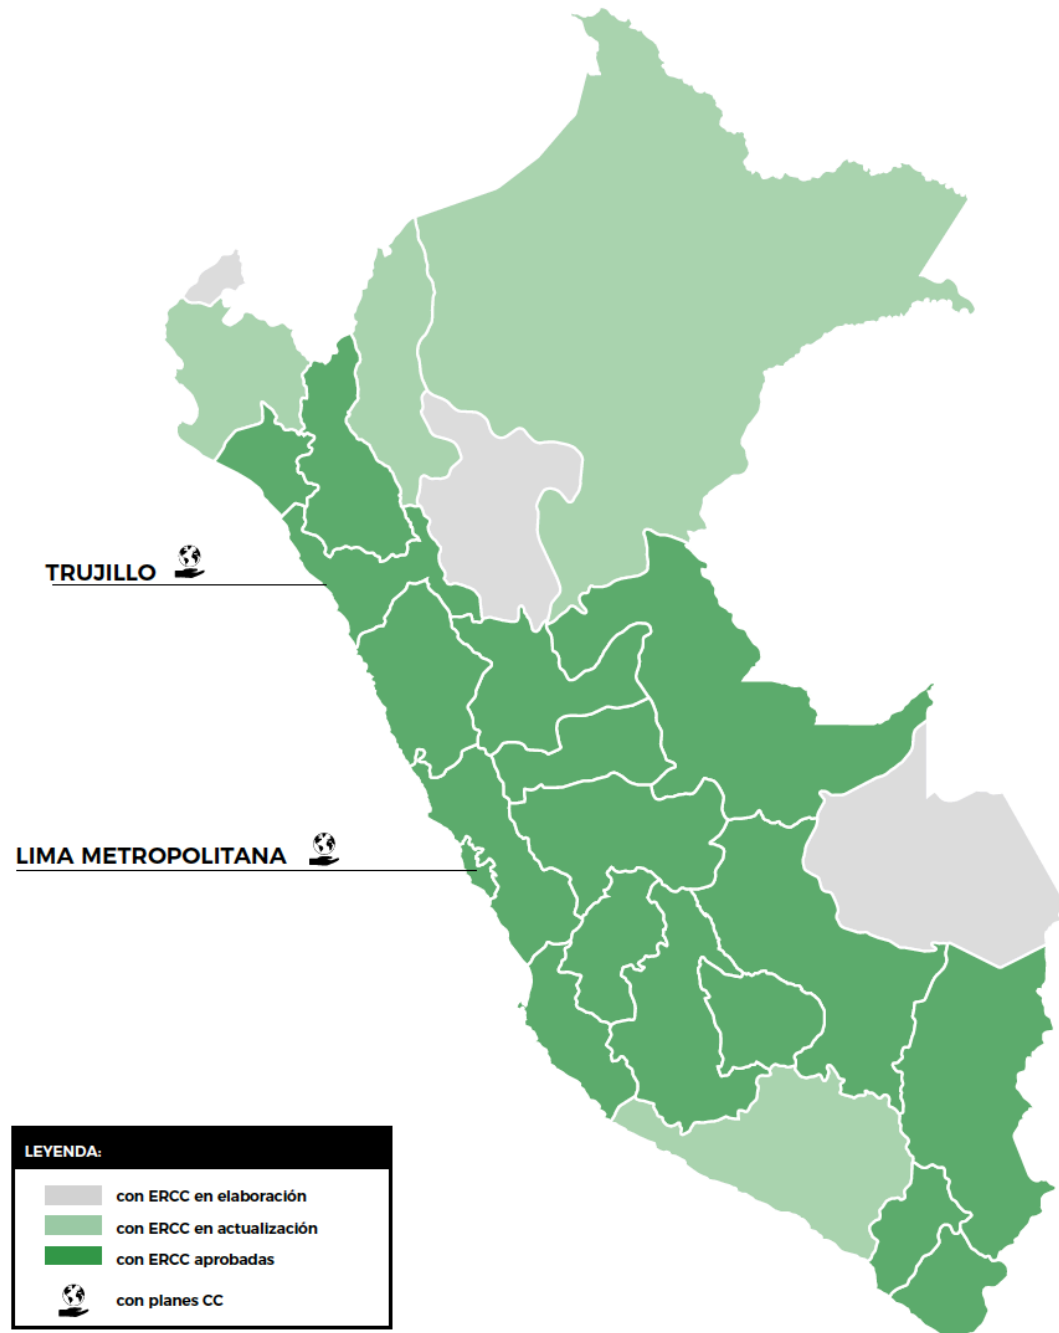 TRUJILLO
LIMA METROPOLITANA
LEYENDA:
con ERCC en elaboración
con ERCC en actualización
con ERCC aprobadas
con planes CC